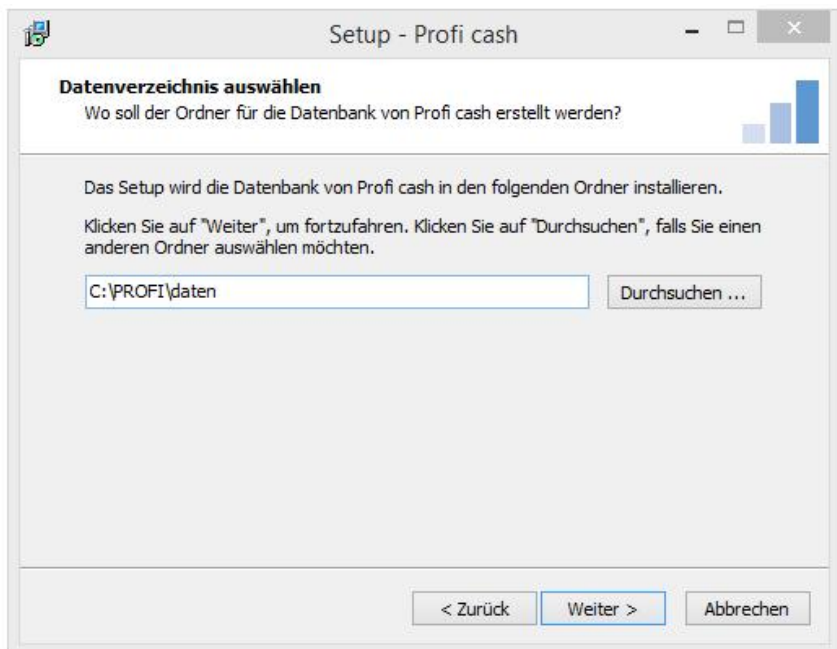 Setup - Profi cash
Datenverzeichnis auswählen
Wo soll der Ordner für die Datenbank von Profi cash erstellt werden?
Das Setup wird die Datenbank von Profi cash in den folgenden Ordner installieren.
Klicken Sie auf "Weiter", um fortzufahren. Klicken Sie auf "Durchsuchen", falls Sie einen
anderen Ordner auswählen möchten.
C:\PROFI\daten
Durchsuchen ...
< Zurück
Weiter >
Abbrechen